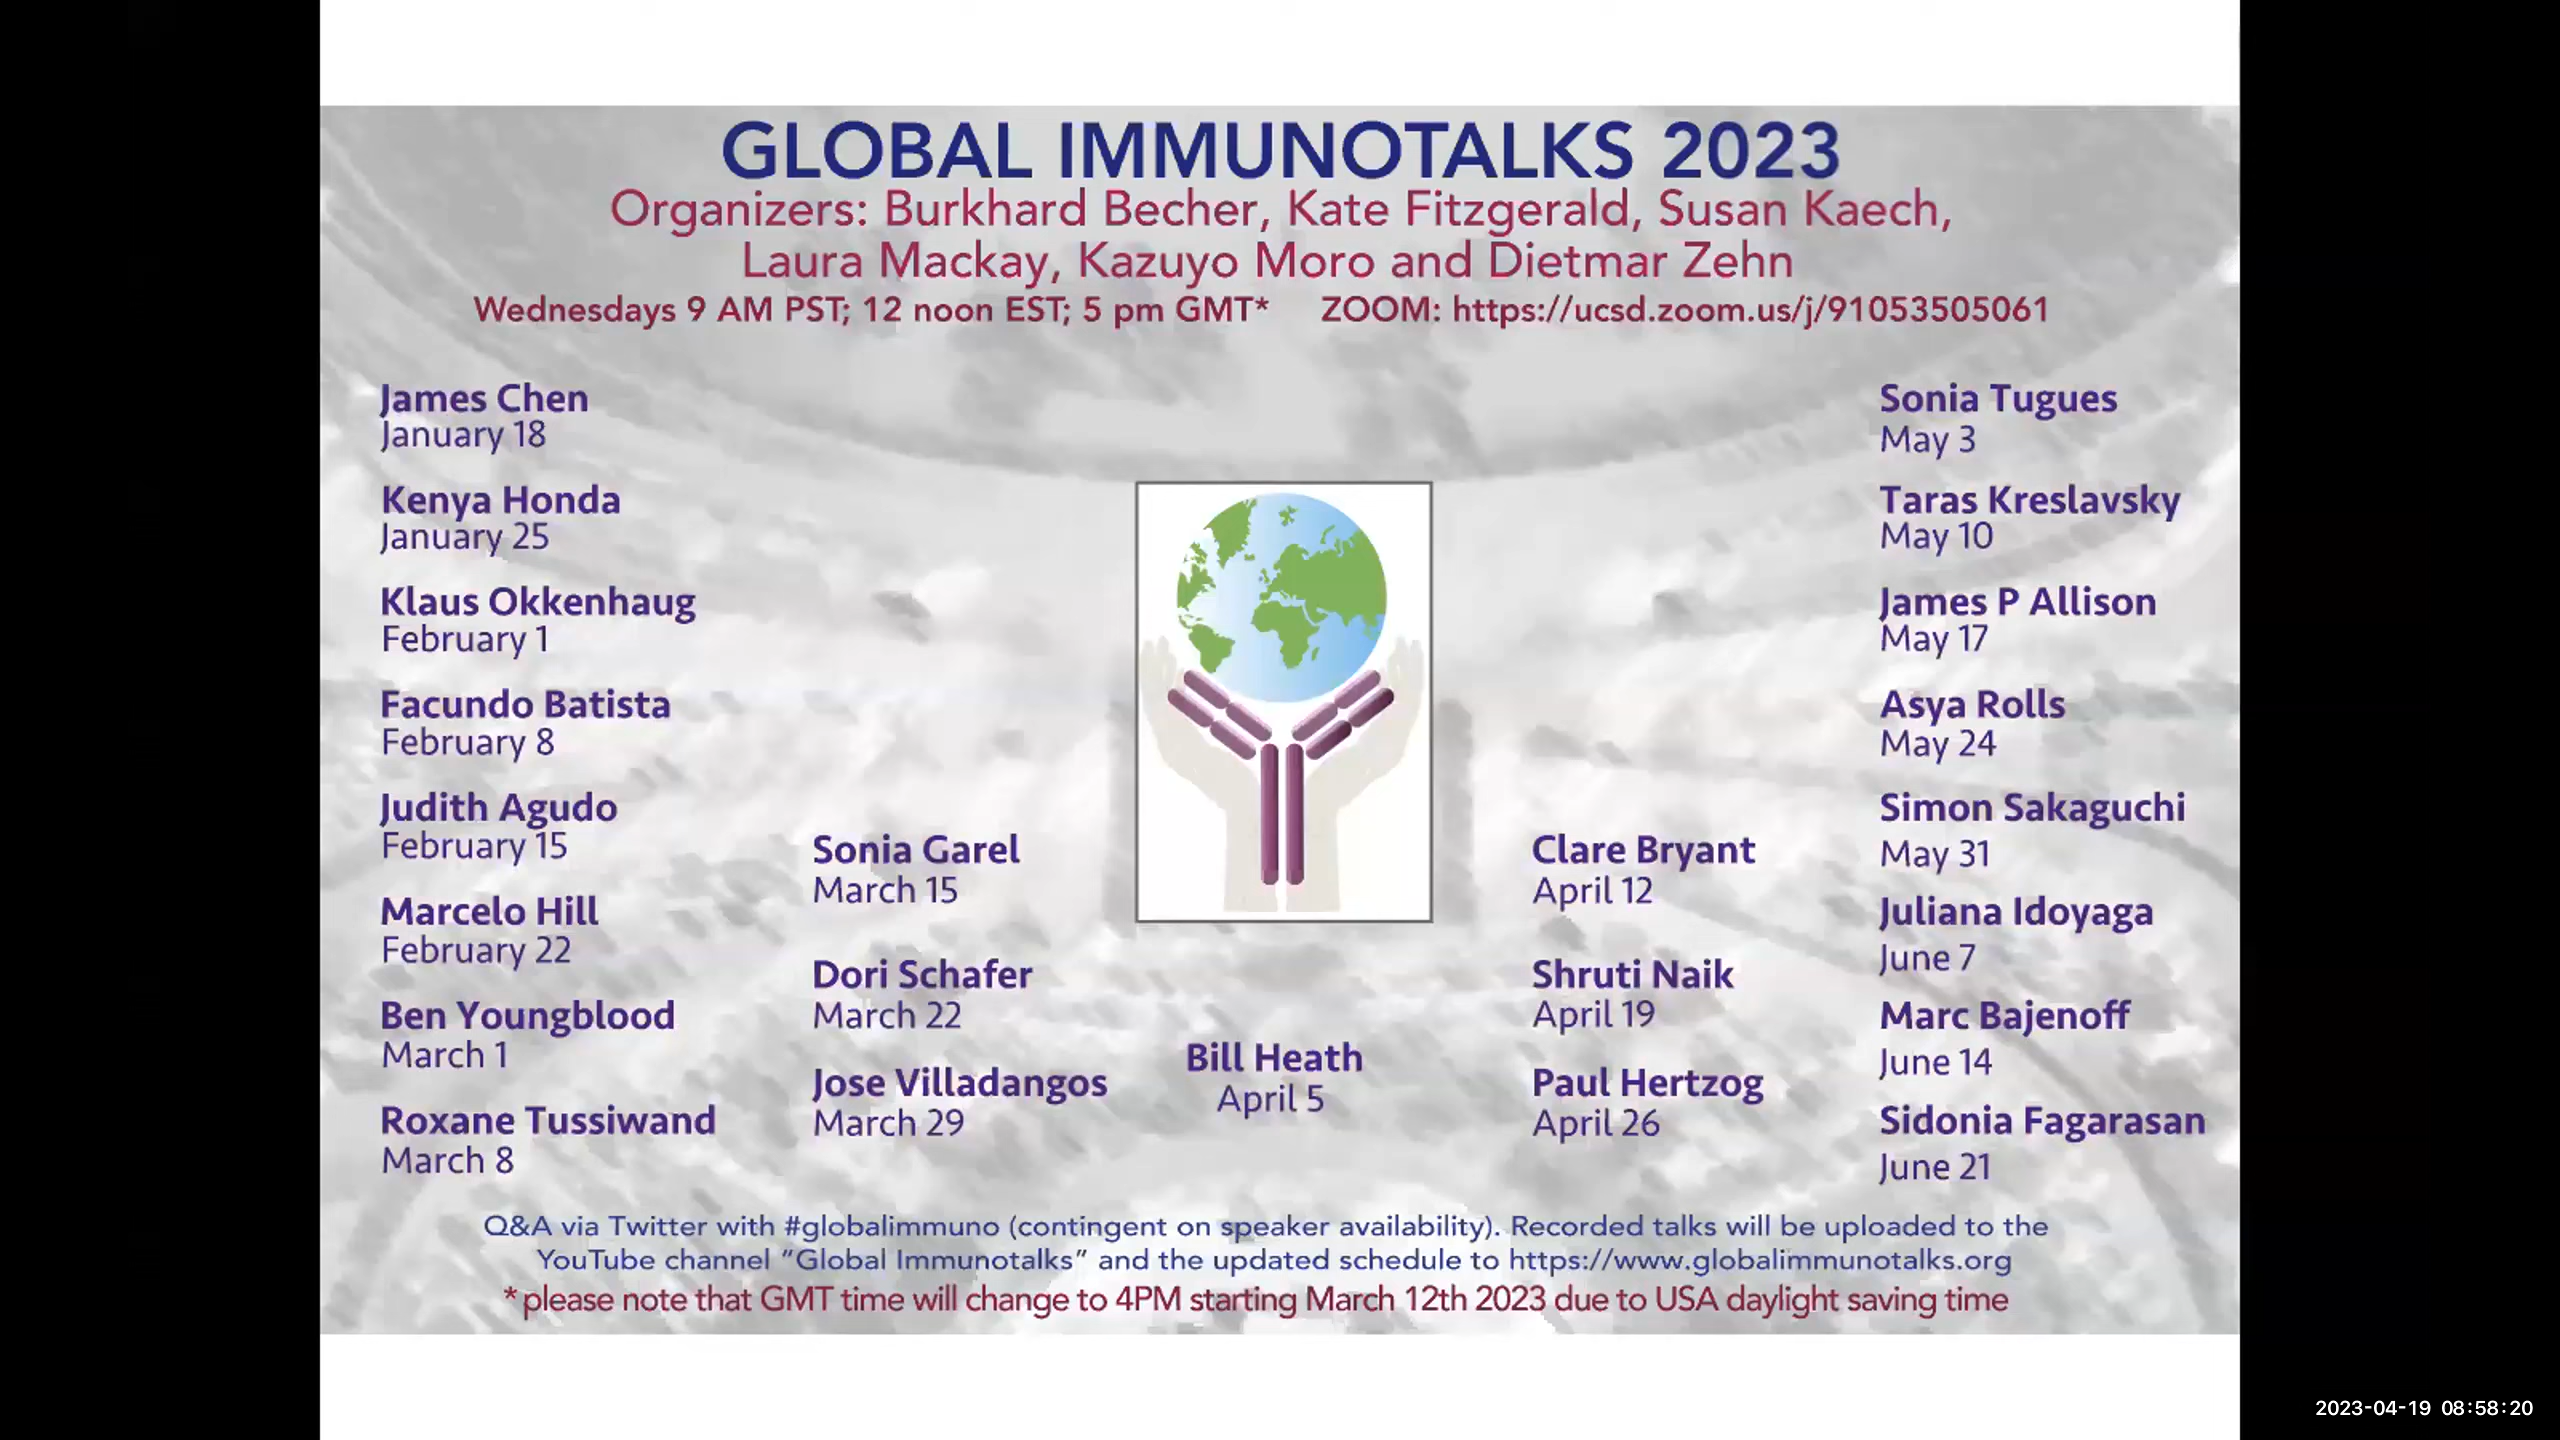 GLOBAL IMMUNOTALKS 2023
Organizers: Burkhard Becher, Kate Fitzgerald, Susan Kaech,
Laura Mackay, Kazuyo Moro and Dietmar Zehn
Wednesdays 9 AM PST; 12 noon EST; 5 pm GMT* ZOOM: https://ucsd.zoom.us/j/91053505061
James Chen
January 18
Kenya Honda
January 25
Klaus Okkenhaug
February 1
Facundo Batista
February 8
Judith Agudo
February 15
Marcelo Hill
February 22
Ben Youngblood
March 1
Roxane Tussiwand
March 8
Sonia Garel
March 15
Dori Schafer
March 22
Jose Villadangos
March 29
Bill Heath
April 5
Clare Bryant
April 12
Shruti Naik
April 19
Paul Hertzog
April 26
Sonia Tugues
May 3
Taras Kreslavsky
May 10
James P Allison
May 17
Asya Rolls
May 24
Simon Sakaguchi
May 31
Juliana Idoyaga
June 7
Marc Bajenoff
June 14
Sidonia Fagarasan
June 21
Q&A via Twitter with #globalimmuno (contingent on speaker availability). Recorded talks will be uploaded to the
YouTube channel “Global Immunotalks” and the updated schedule to https://www.globalimmunotalks.org
*please note that GMT time will change to 4PM starting March 12th 2023 due to USA daylight saving time
2023-04-19 08:58:20